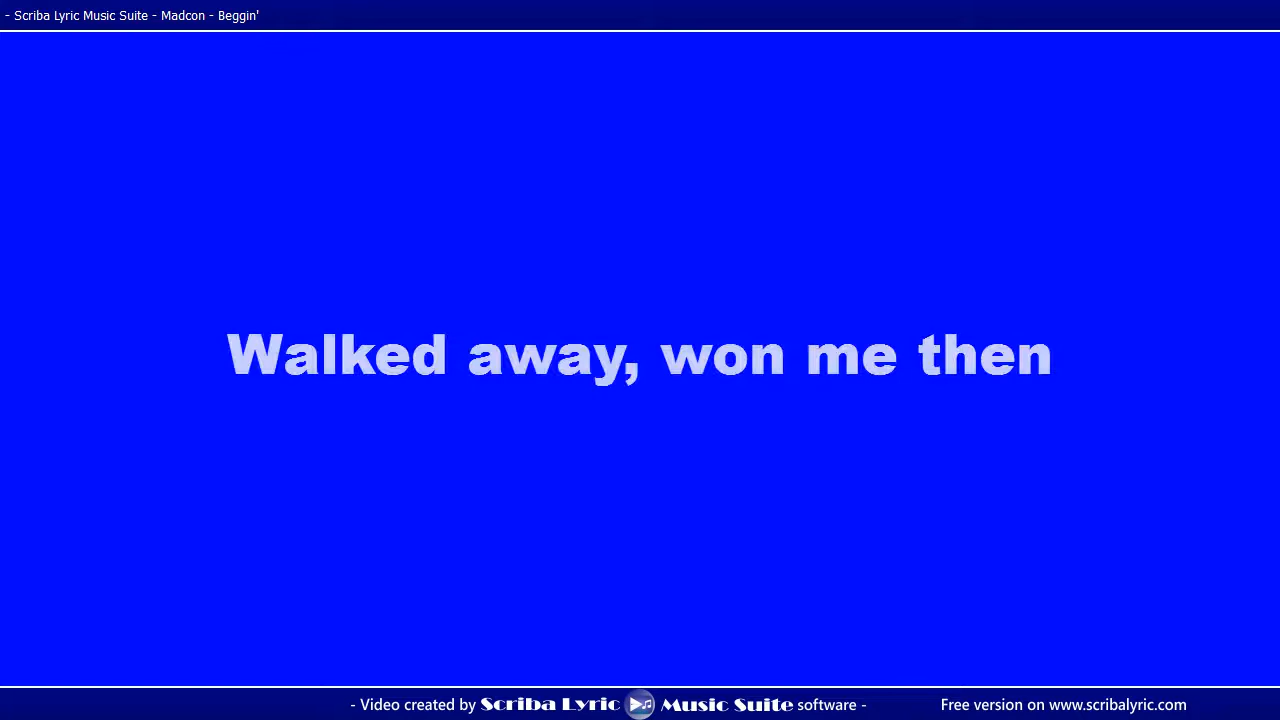 - Scriba Lyric Music Suite - Madcon - Beggin'
Walked away, won me then
- Video created by Scriba Lyric Music Suite software - Free version on www.scribalyric.com